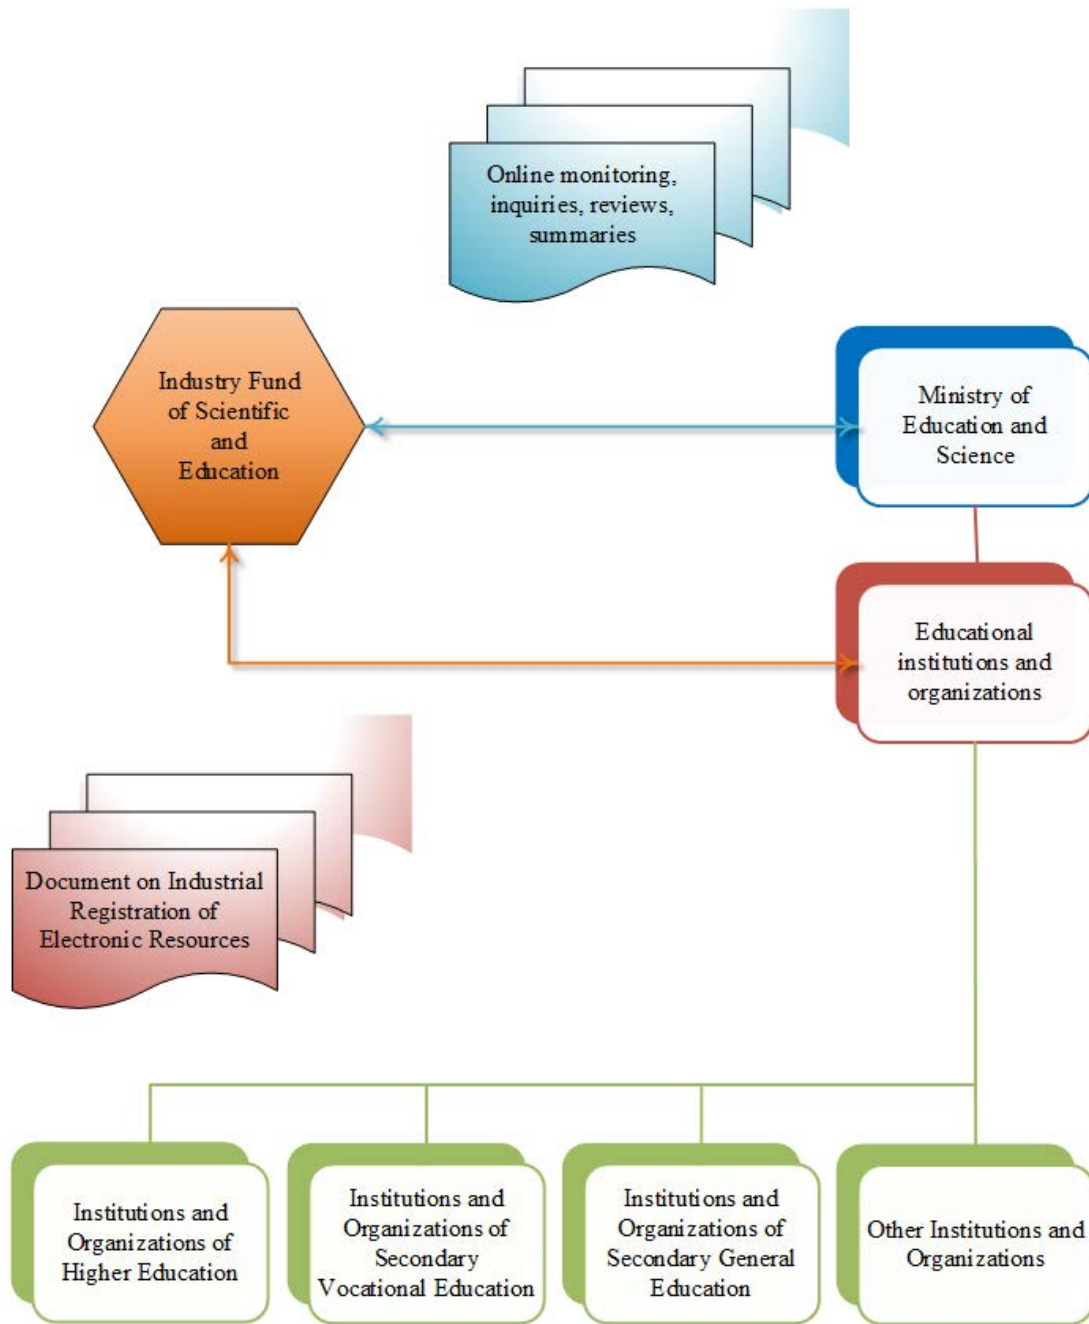 Online monitoring,
inquiries, reviews,
summaries
Industry Fund
of Scientific
and
Education
Ministry of
Education and
Science
Educational
institutions and
organizations
Document on Industrial
Registration of
Electronic Resources
Institutions and
Organizations of
Higher Education
Institutions and
Organizations of
Secondary
Vocational Education
Institutions and
Organizations of
Secondary General
Education
Other Institutions and
Organizations